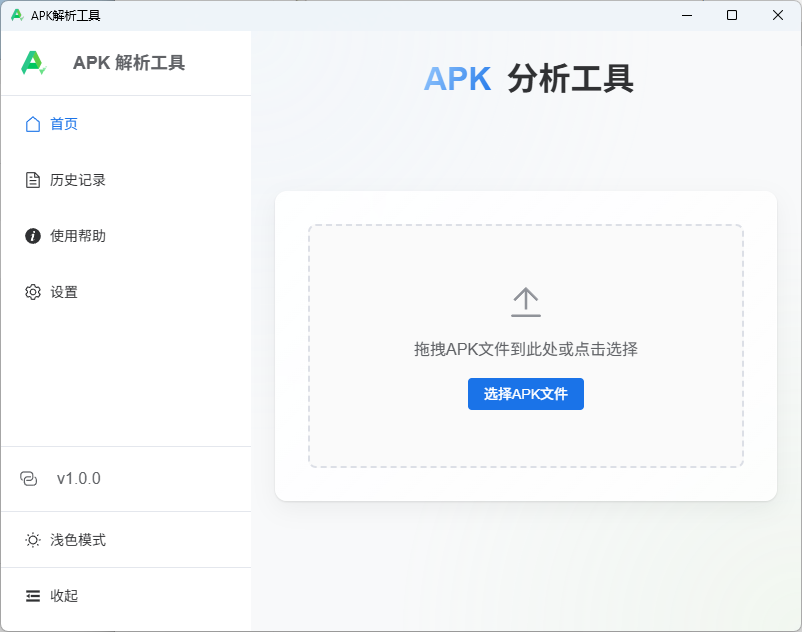 APK解析工具
APK 解析工具
首页
历史记录
使用帮助
设置
v1.0.0
浅色模式
收起
APK 分析工具
拖拽APK文件到此处或点击选择
选择APK文件